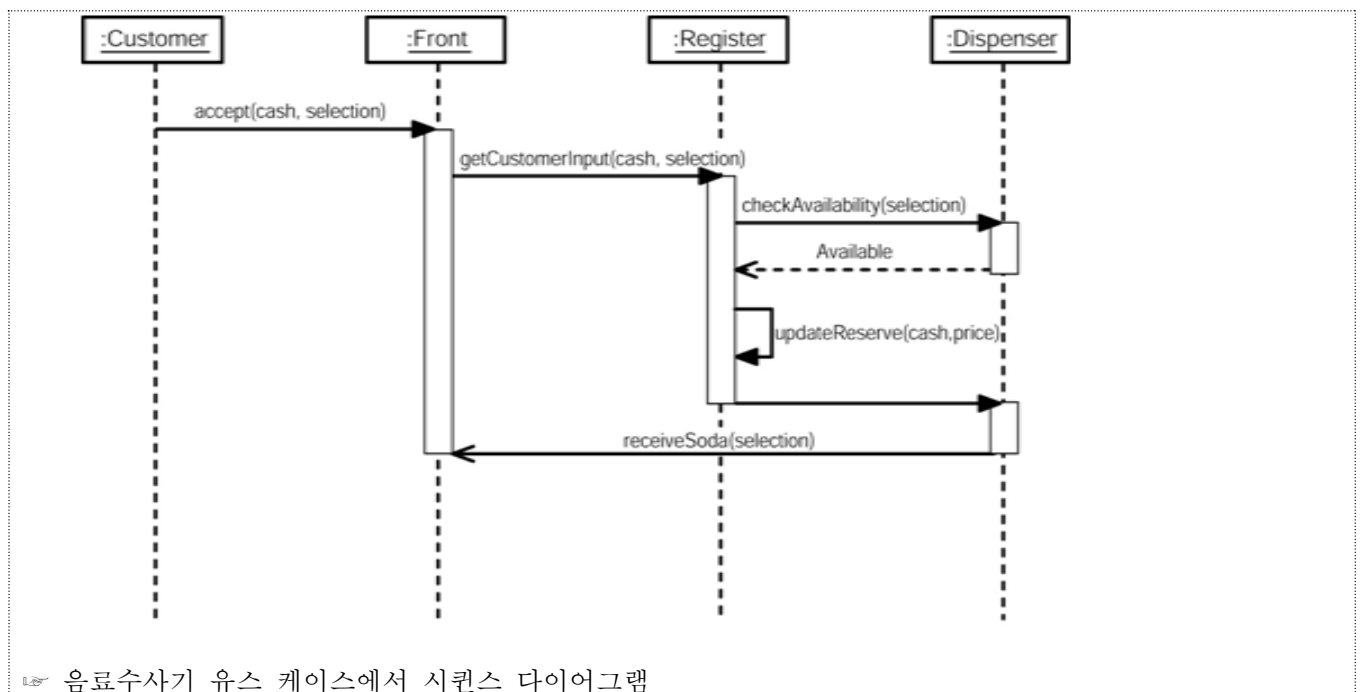 :Customer
:Front
:Register
:Dispenser
accept(cash, selection)
getCustomerInput(cash, selection)
checkAvailability(selection)
Available
updateReserve(cash,price)
receiveSoda(selection)
☞ 음료수사기 유스 케이스에서 시퀀스 다이어그램